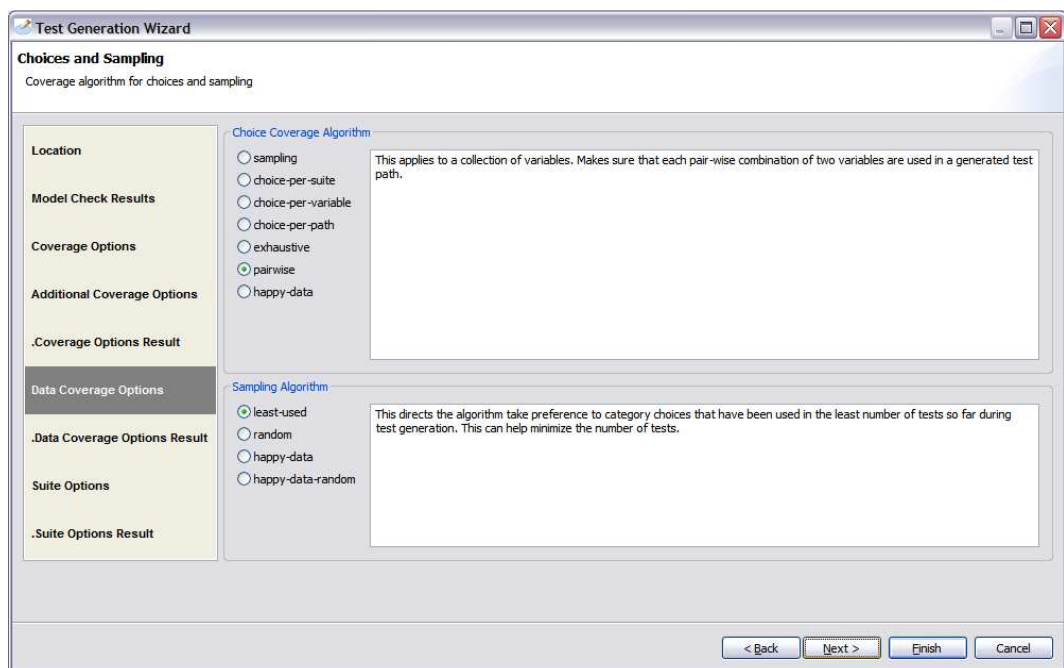 Test Generation Wizard
Choices and Sampling
Coverage algorithm for choices and sampling
Location
Model Check Results
Coverage Options
Additional Coverage Options
.Coverage Options Result
Data Coverage Options
.Data Coverage Options Result
Suite Options
.Suite Options Result
Choice Coverage Algorithm
sampling
choice-per-suite
choice-per-variable
choice-per-path
exhaustive
pairwise
happy-data
This applies to a collection of variables. Makes sure that each pair-wise combination of two variables are used in a generated test
path.
Sampling Algorithm
least-used
random
happy-data
happy-data-random
This directs the algorithm take preference to category choices that have been used in the least number of tests so far during
test generation. This can help minimize the number of tests.
< Back
Next >
Finish
Cancel